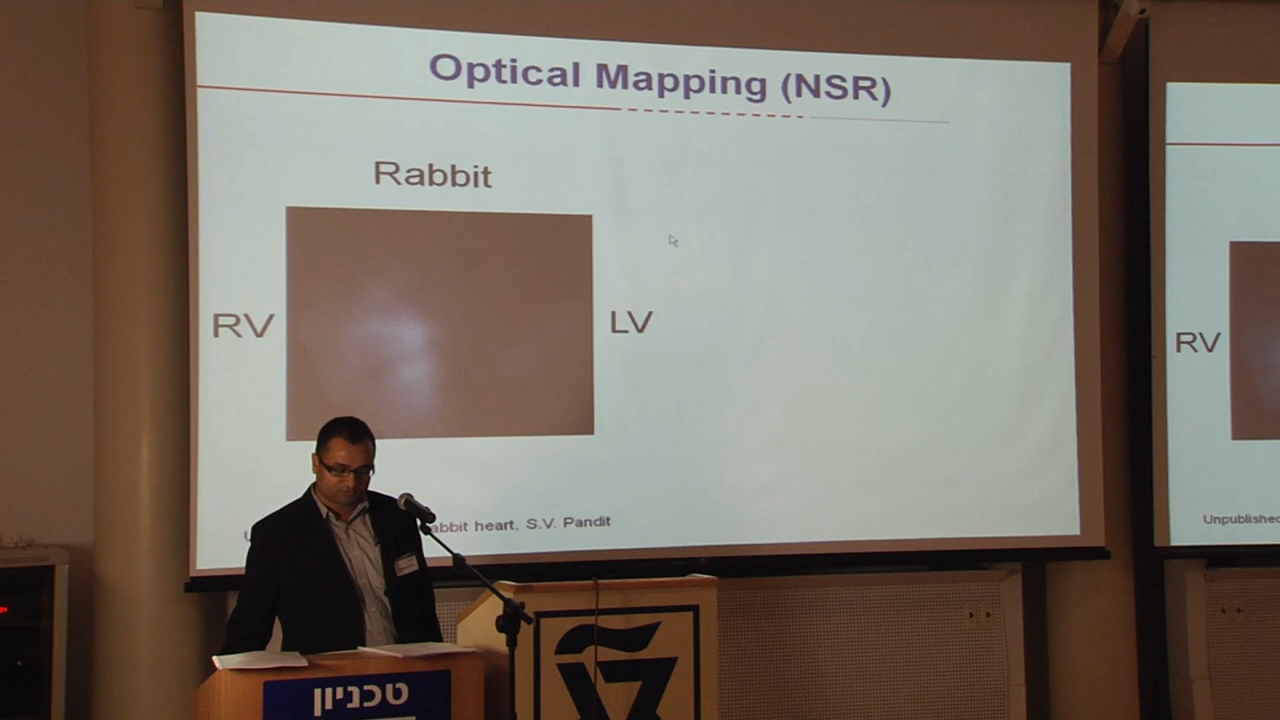 Optical Mapping (NSR)
Rabbit
RV
LV
abbit heart, S.V. Pandit
RV
Unpublished
טכניון